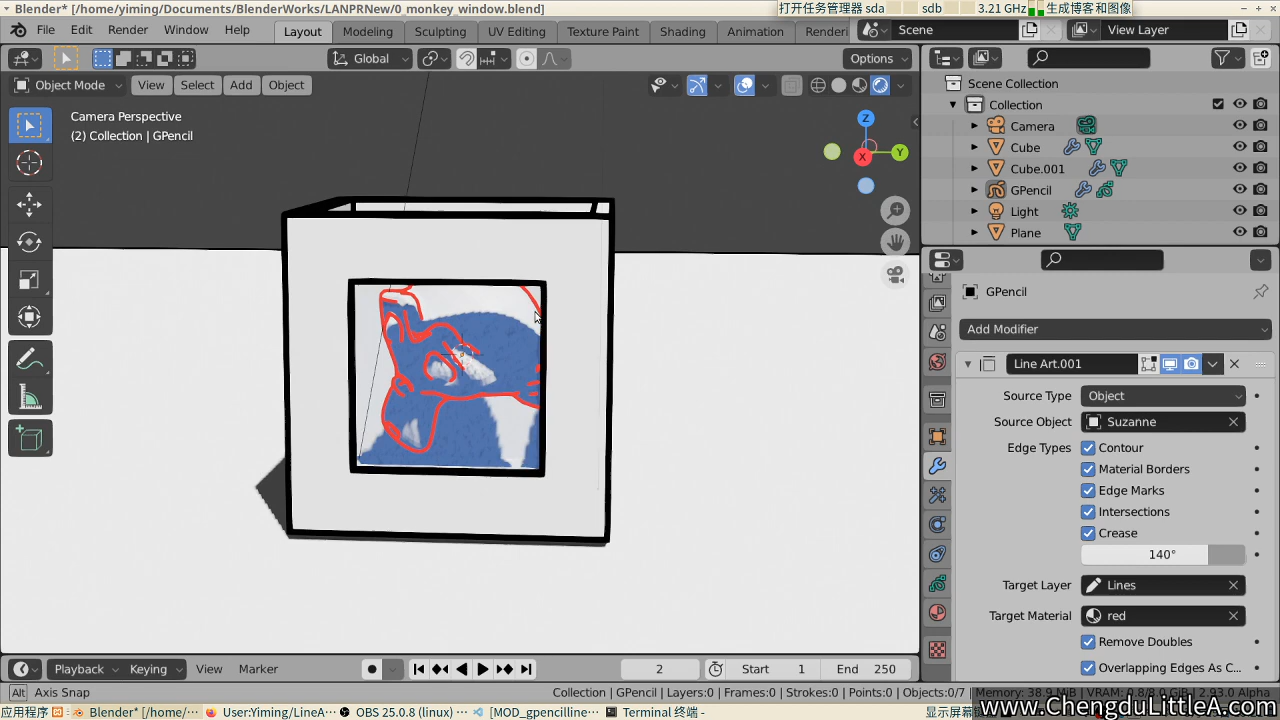 Blender* [/home/yiming/Documents/BlenderWorks/LANPRNew/0_monkey_window.blend]
打开任务管理器 sda sdb 3.21 GHz 生成博客和图像
File Edit Render Window Help Layout Modeling Sculpting UV Editing Texture Paint Shading Animation Renderi
Scene
View Layer
Global
Options
Object Mode View Select Add Object
Camera Perspective
(2) Collection | GPencil
Z
X
Y
Scene Collection
Collection
Camera
Cube
Cube.001
GPencil
Light
Plane
GPencil
Add Modifier
Line Art.001
Source Type Object
Source Object Suzanne
Edge Types Contour
Material Borders
Edge Marks
Intersections
Crease
140°
Target Layer Lines
Target Material red
Remove Doubles
Overlapping Edges As C...
Playback Keying View Marker 2 Start 1 End 250
Alt Axis Snap
Collection | GPencil | Layers:0 | Frames:0 | Strokes:0 | Points:0 | Objects:0/7 | Memory: 38.9 MiB | VRAM: 0.8/8.0 GiB | 2.93.0 Alpha
应用程序 Blender* [/home/... User:Yiming/LineA... OBS 25.0.8 (linux) ... [MOD_gpencilline... Terminal 终端 -
www.ChengduLittleA.com